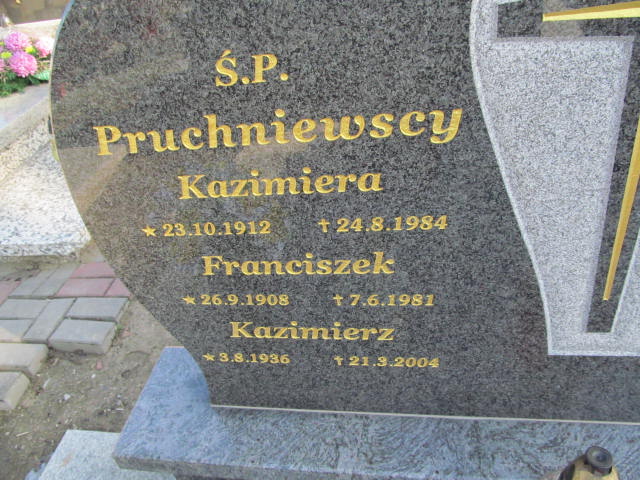 Ś.P.
Pruchniewscy
Kazimiera
★ 23.10.1912 ✝ 24.8.1984
Franciszek
★ 26.9.1908 ✝ 7.6.1981
Kazimierz
★ 3.8.1936 ✝ 21.3.2004